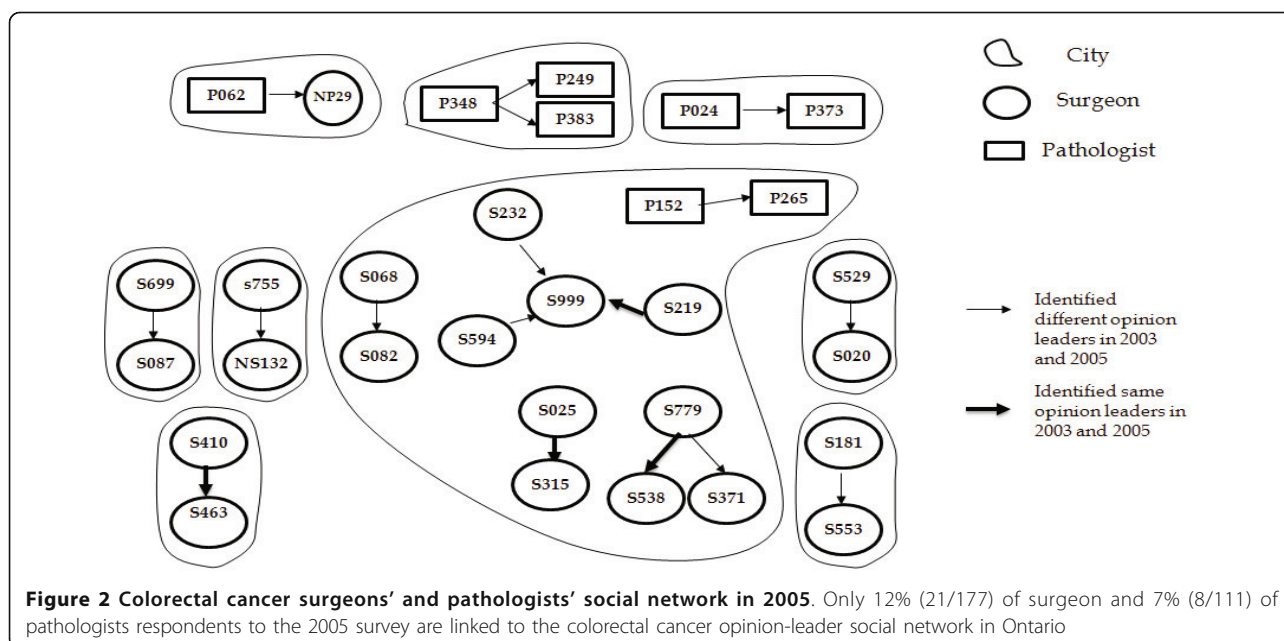 P062
NP29
P348
P249
P383
P024
P373
City
Surgeon
Pathologist
P152
P265
S232
S068
S999
S219
S594
S082
S699
S087
s755
NS132
S529
S020
S410
S463
S025
S315
S779
S538
S371
S181
S553
Identified
different opinion
leaders in 2003
and 2005
Identified same
opinion leaders in
2003 and 2005
Figure 2 Colorectal cancer surgeons' and pathologists' social network in 2005. Only 12% (21/177) of surgeon and 7% (8/111) of
pathologists respondents to the 2005 survey are linked to the colorectal cancer opinion-leader social network in Ontario